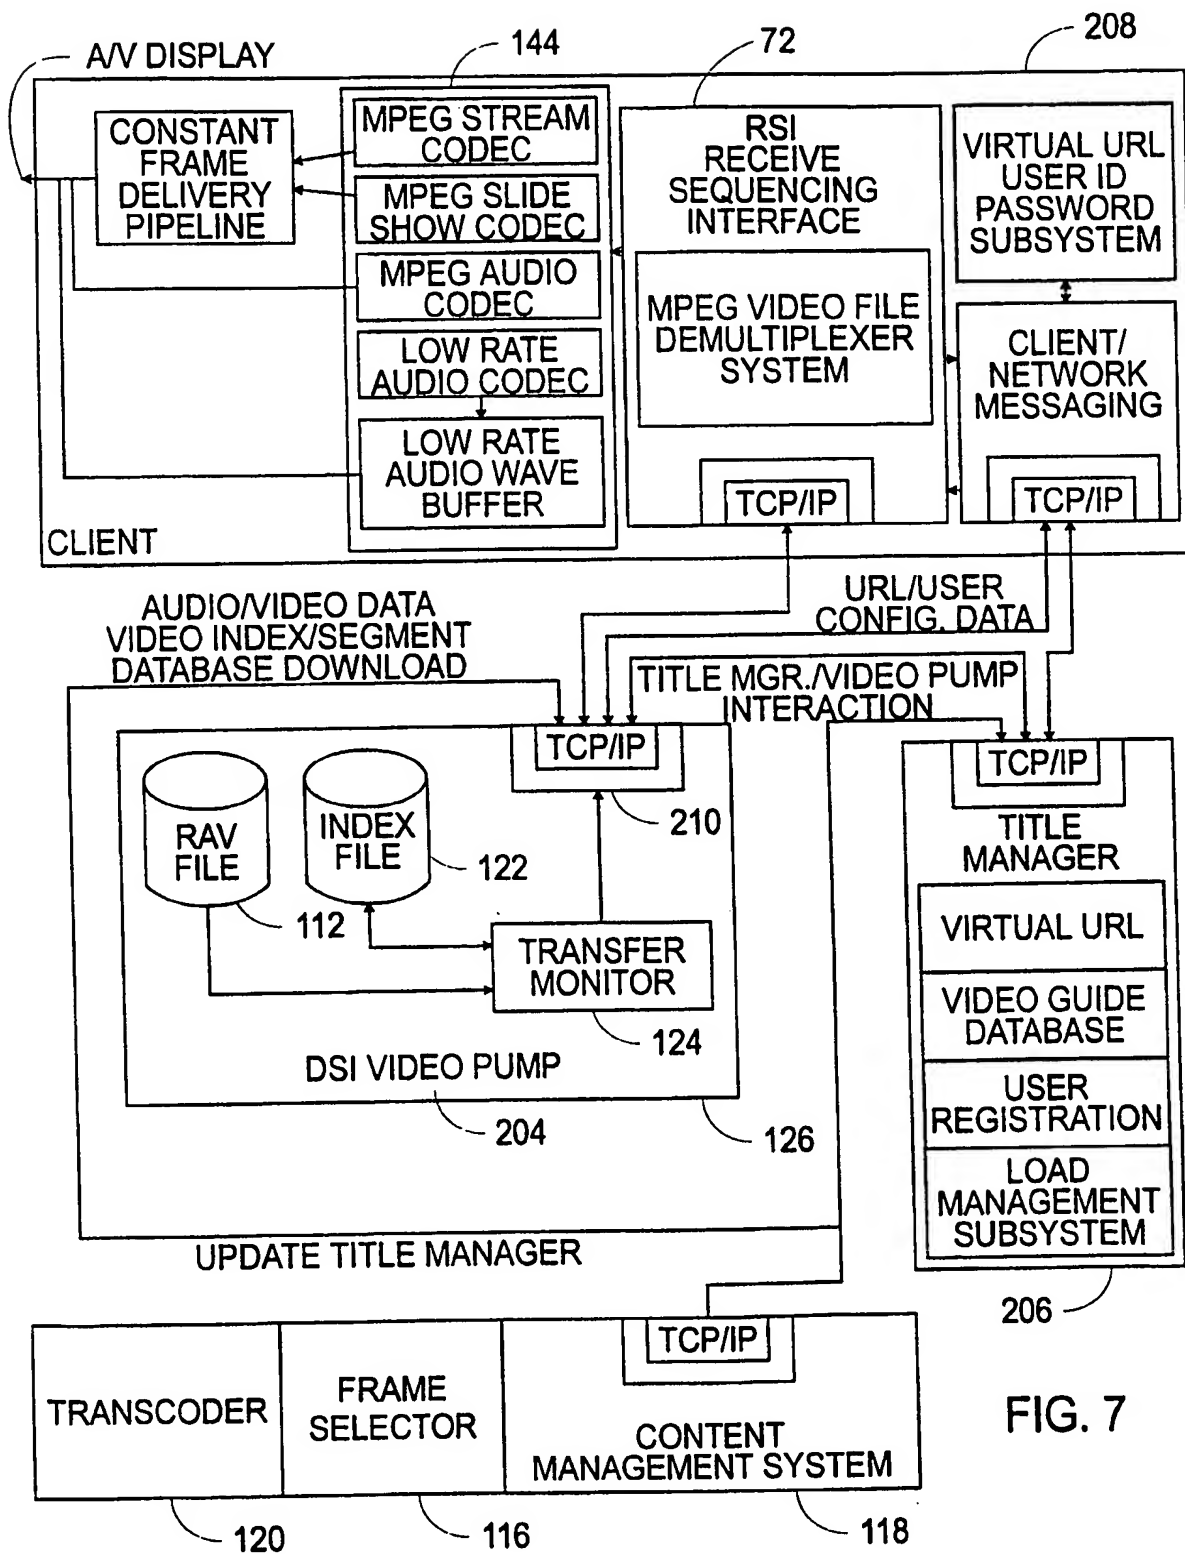 A/V DISPLAY
144
72
208
CONSTANT
FRAME
DELIVERY
PIPELINE
MPEG STREAM
CODEC
MPEG SLIDE
SHOW CODEC
MPEG AUDIO
CODEC
LOW RATE
AUDIO CODEC
LOW RATE
AUDIO WAVE
BUFFER
RSI
RECEIVE
SEQUENCING
INTERFACE
MPEG VIDEO FILE
DEMULTIPLEXER
SYSTEM
TCP/IP
VIRTUAL URL
USER ID
PASSWORD
SUBSYSTEM
CLIENT/
NETWORK
MESSAGING
TCP/IP
CLIENT
AUDIO/VIDEO DATA
VIDEO INDEX/SEGMENT
DATABASE DOWNLOAD
URL/USER
CONFIG. DATA
TITLE MGR./VIDEO PUMP
INTERACTION
TCP/IP
210
RAV
FILE
112
INDEX
FILE
122
TRANSFER
MONITOR
124
DSI VIDEO PUMP
204
126
TCP/IP
TITLE
MANAGER
VIRTUAL URL
VIDEO GUIDE
DATABASE
USER
REGISTRATION
LOAD
MANAGEMENT
SUBSYSTEM
206
UPDATE TITLE MANAGER
TRANSCODER
120
FRAME
SELECTOR
116
TCP/IP
CONTENT
MANAGEMENT SYSTEM
118
FIG. 7